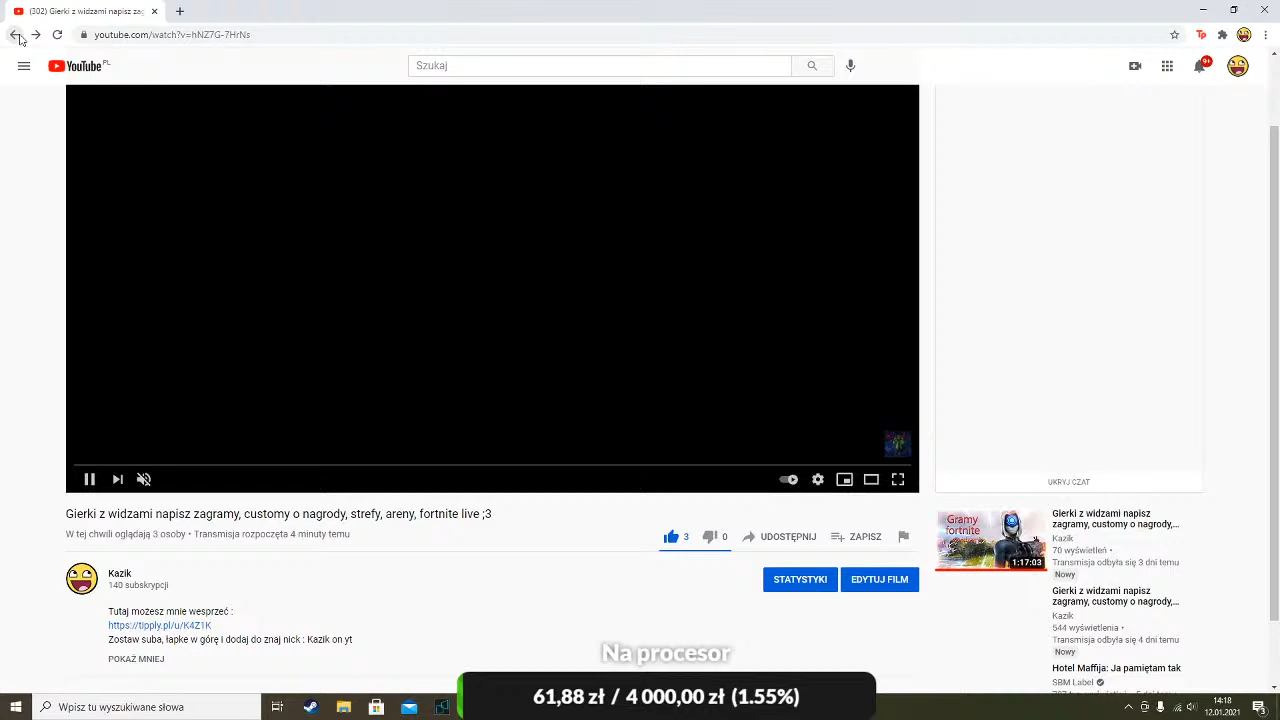 (302) Gierki z widzami napisz zag
youtube.com/watch?v=hNZ7G-7HrNs
Tp
YouTube PL
Szukaj
9+
UKRYJ CZAT
Gierki z widzami napisz zagramy, customy o nagrody, strefy, areny, fortnite live ;3
W tej chwili oglądają 3 osoby • Transmisja rozpoczęta 4 minuty temu
3
0
UDOSTĘPNIJ
ZAPISZ
Kazik
140 subskrypcji
STATYSTYKI
EDYTUJ FILM
Tutaj możesz mnie wesprzeć :
https://tipply.pl/u/K4Z1K
Zostaw suba, łapke w górę i dodaj do znaj nick : Kazik on yt
POKAŻ MNIEJ
Gramy
fortnite
1:17:03
Gierki z widzami napisz
zagramy, customy o nagrody,...
Kazik
70 wyświetleń •
Transmisja odbyła się 3 dni temu
Nowy
Gierki z widzami napisz
zagramy, customy o nagrody,...
Kazik
544 wyświetlenia •
Transmisja odbyła się 4 dni temu
Nowy
Hotel Maffija: Ja pamiętam tak
SBM Label
Na procesor
61,88 zł / 4 000,00 zł (1.55%)
Wpisz tu wyszukiwane słowa
14:18
12.01.2021
3